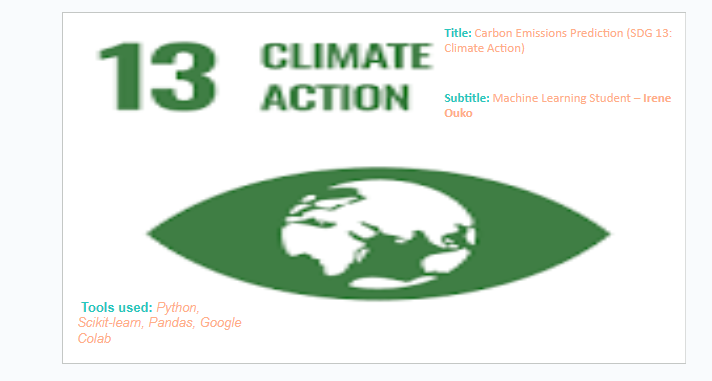 13 CLIMATE
ACTION
Title: Carbon Emissions Prediction (SDG 13:
Climate Action)
Subtitle: Machine Learning Student – Irene
Ouko
Tools used: Python,
Scikit-learn, Pandas, Google
Colab